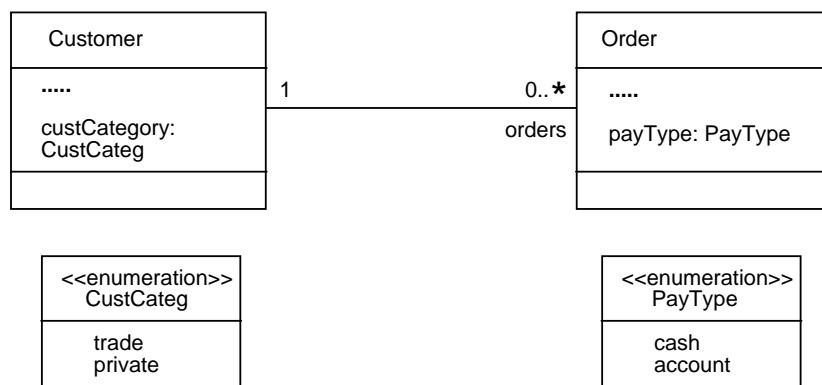 Customer
.....
custCategory:
CustCateg
1
0..*
orders
Order
.....
payType: PayType
<<enumeration>>
CustCateg
trade
private
<<enumeration>>
PayType
cash
account